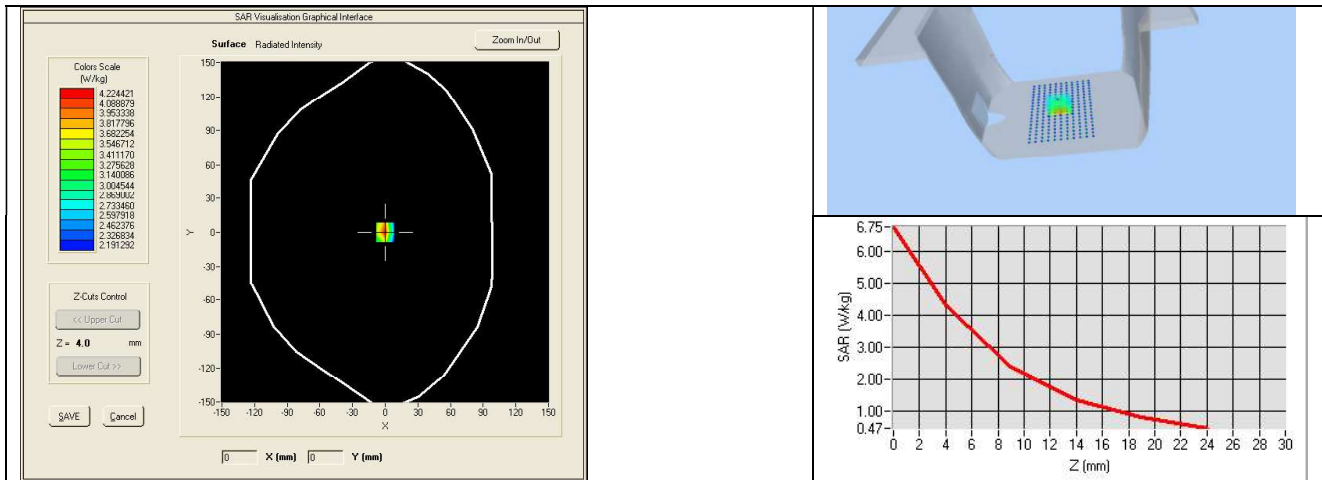 SAR Visualisation Graphical Interface
Surface Radiated Intensity
Zoom In/Out
Colors Scale
(W/kg)
4.224421
4.088879
3.953338
3.817796
3.682254
3.546712
3.411170
3.275628
3.140086
3.004544
2.869002
2.733460
2.597918
2.462376
2.326834
2.191292
Z-Cuts Control
<< Upper Cut
Z = 4.0 mm
Lower Cut >>
SAVE Cancel
150-
120-
90-
60-
30-
0-
-30-
-60-
-90-
-120-
-150-
Y
-150 -120 -90 -60 -30 0 30 60 90 120 150
X
0 X (mm) 0 Y (mm)
6.75-
6.00-
5.00-
4.00-
3.00-
2.00-
1.00-
0.47-
SAR (W/kg)
0 2 4 6 8 10 12 14 16 18 20 22 24 26 28 30
Z (mm)